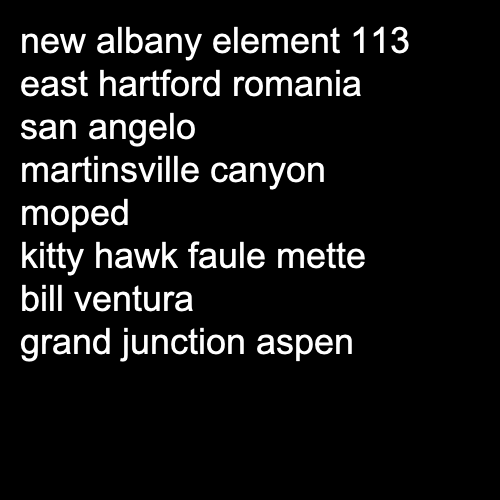 new albany element 113
east hartford romania
san angelo
martinsville canyon
moped
kitty hawk faule mette
bill ventura
grand junction aspen